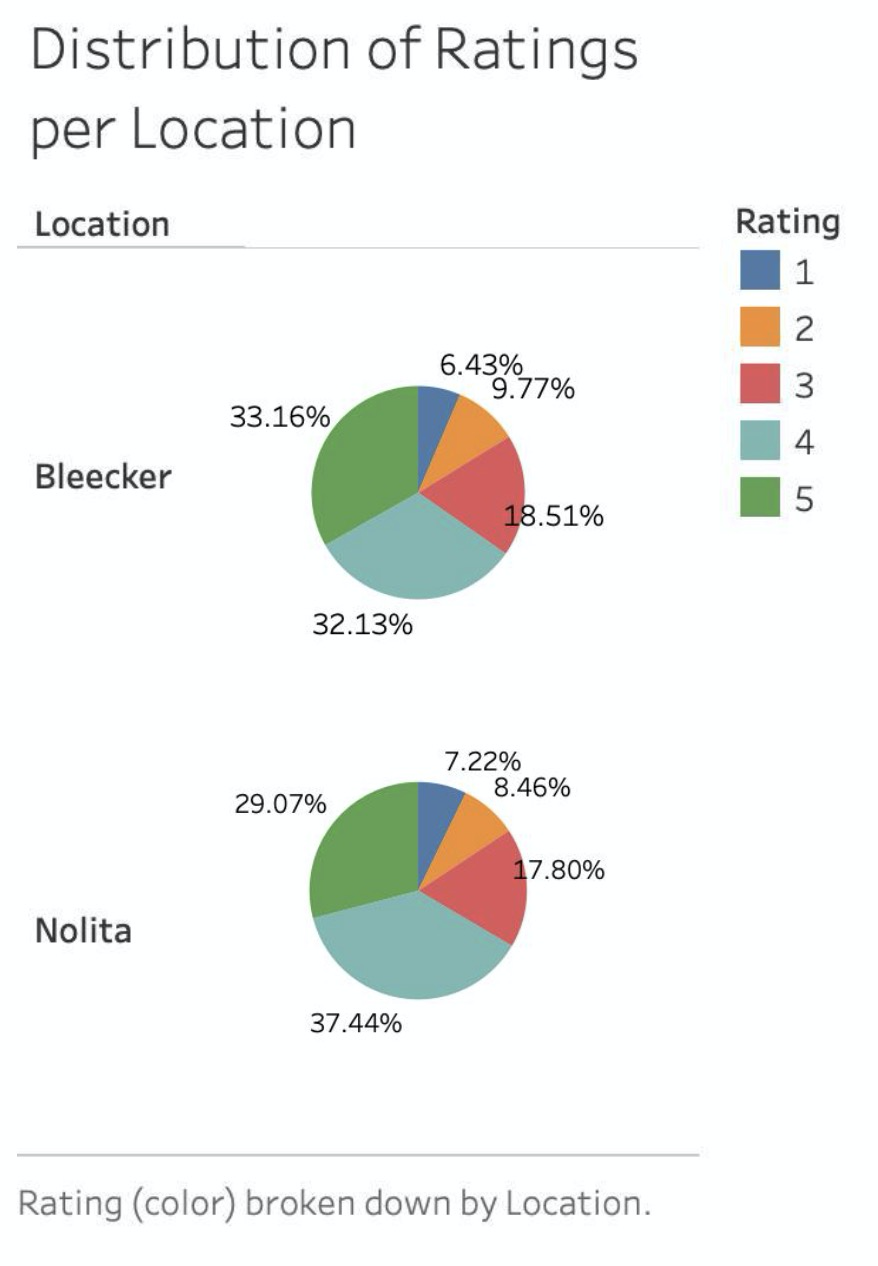 Distribution of Ratings
per Location
Location
Rating
1
2
3
4
5
Bleecker
6.43%
9.77%
18.51%
32.13%
33.16%
Nolita
7.22%
8.46%
17.80%
37.44%
29.07%
Rating (color) broken down by Location.